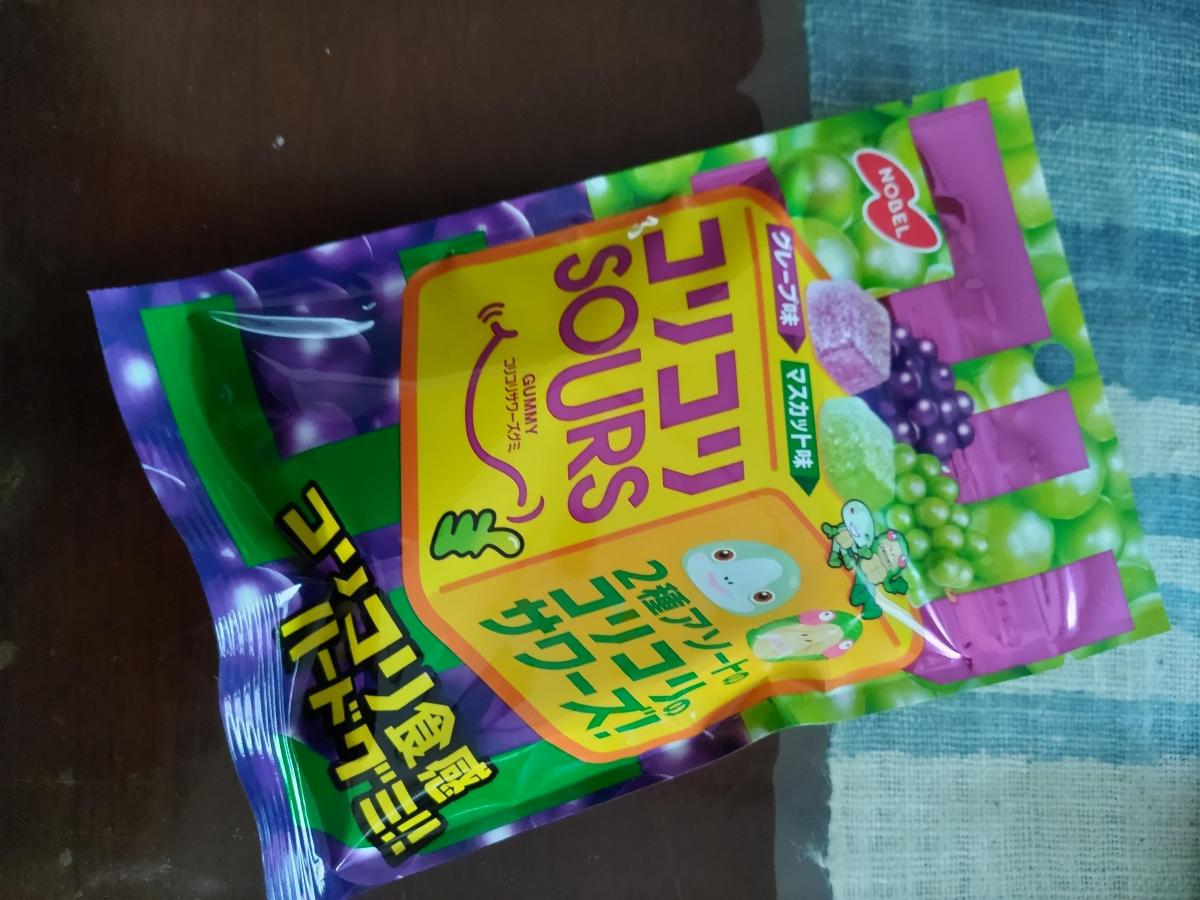 NOBEL
グレープ味
マスカット味
コリコリ
SOURS
GUMMY
コリコリサワーズグミ
2種アソートの
コリコリの
サワーズ!
コリコリ食感
ハードグミ!!